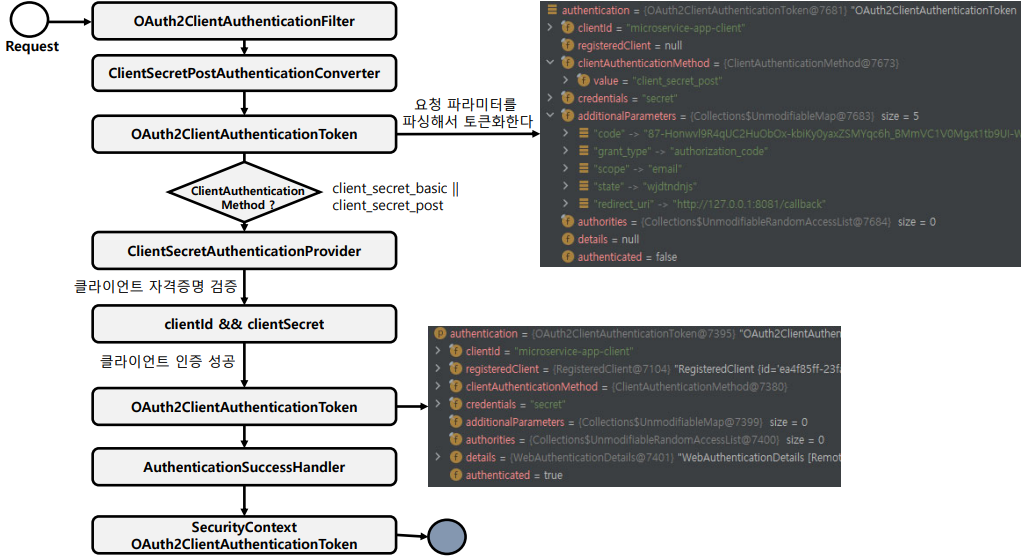 Request
OAuth2ClientAuthenticationFilter
ClientSecretPostAuthenticationConverter
OAuth2ClientAuthenticationToken
요청 파라미터를
파싱해서 토큰화한다
ClientAuthentication
Method ?
client_secret_basic ||
client_secret_post
ClientSecretAuthenticationProvider
클라이언트 자격증명 검증
clientId && clientSecret
클라이언트 인증 성공
OAuth2ClientAuthenticationToken
AuthenticationSuccessHandler
SecurityContext
OAuth2ClientAuthenticationToken
authentication = {OAuth2ClientAuthenticationToken@7681} "OAuth2ClientAuthenticationToken
clientId = "microservice-app-client"
registeredClient = null
clientAuthenticationMethod = {ClientAuthenticationMethod@7673}
value = "client_secret_post"
credentials = "secret"
additionalParameters = {Collections$UnmodifiableMap@7683} size = 5
"code" -> 
"grant_type" -> "authorization_code"
"scope" -> "email"
"state" -> "wjdtndnjs"
"redirect_uri" -> "http://127.0.0.1:8081/callback"
authorities = {Collections$UnmodifiableRandomAccessList@7684} size = 0
details = null
authenticated = false
authentication = {OAuth2ClientAuthenticationToken@7395} "OAuth2ClientAuthen
clientId = "microservice-app-client"
registeredClient = {RegisteredClient@7104} "RegisteredClient {id='ea4f85ff-23fa
clientAuthenticationMethod = {ClientAuthenticationMethod@7380}
credentials = "secret"
additionalParameters = {Collections$UnmodifiableMap@7399} size = 0
authorities = {Collections$UnmodifiableRandomAccessList@7400} size = 0
details = {WebAuthenticationDetails@7401} "WebAuthenticationDetails [Remot
authenticated = true